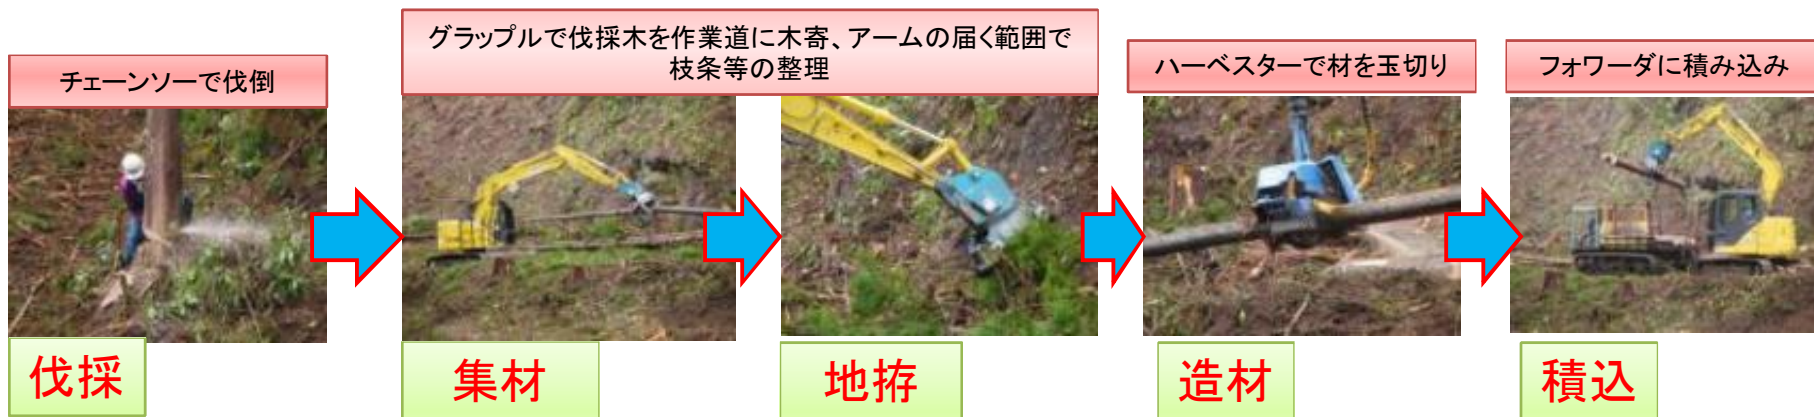 チェーンソーで伐倒
グラップルで伐採木を作業道に木寄、アームの届く範囲で
枝条等の整理
ハーベスターで材を玉切り
フォワーダに積み込み
伐採
集材
地拵
造材
積込